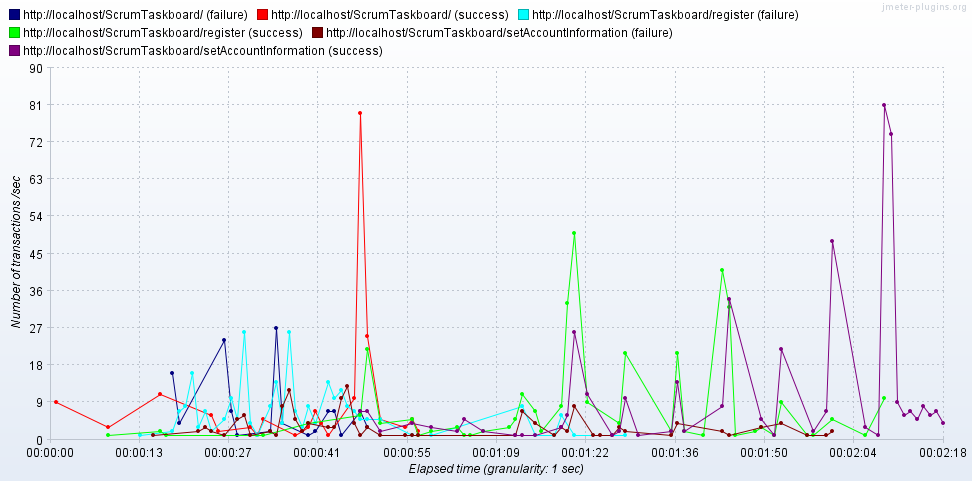 jmeter-plugins.org
http://localhost/ScrumTaskboard/ (failure) http://localhost/ScrumTaskboard/ (success) http://localhost/ScrumTaskboard/register (failure)
http://localhost/ScrumTaskboard/register (success) http://localhost/ScrumTaskboard/setAccountInformation (failure)
http://localhost/ScrumTaskboard/setAccountInformation (success)
90
81
72
63
54
45
36
27
18
9
0
Number of transactions /sec
00:00:00 00:00:13 00:00:27 00:00:41 00:00:55 00:01:09 00:01:22 00:01:36 00:01:50 00:02:04 00:02:18
Elapsed time (granularity: 1 sec)